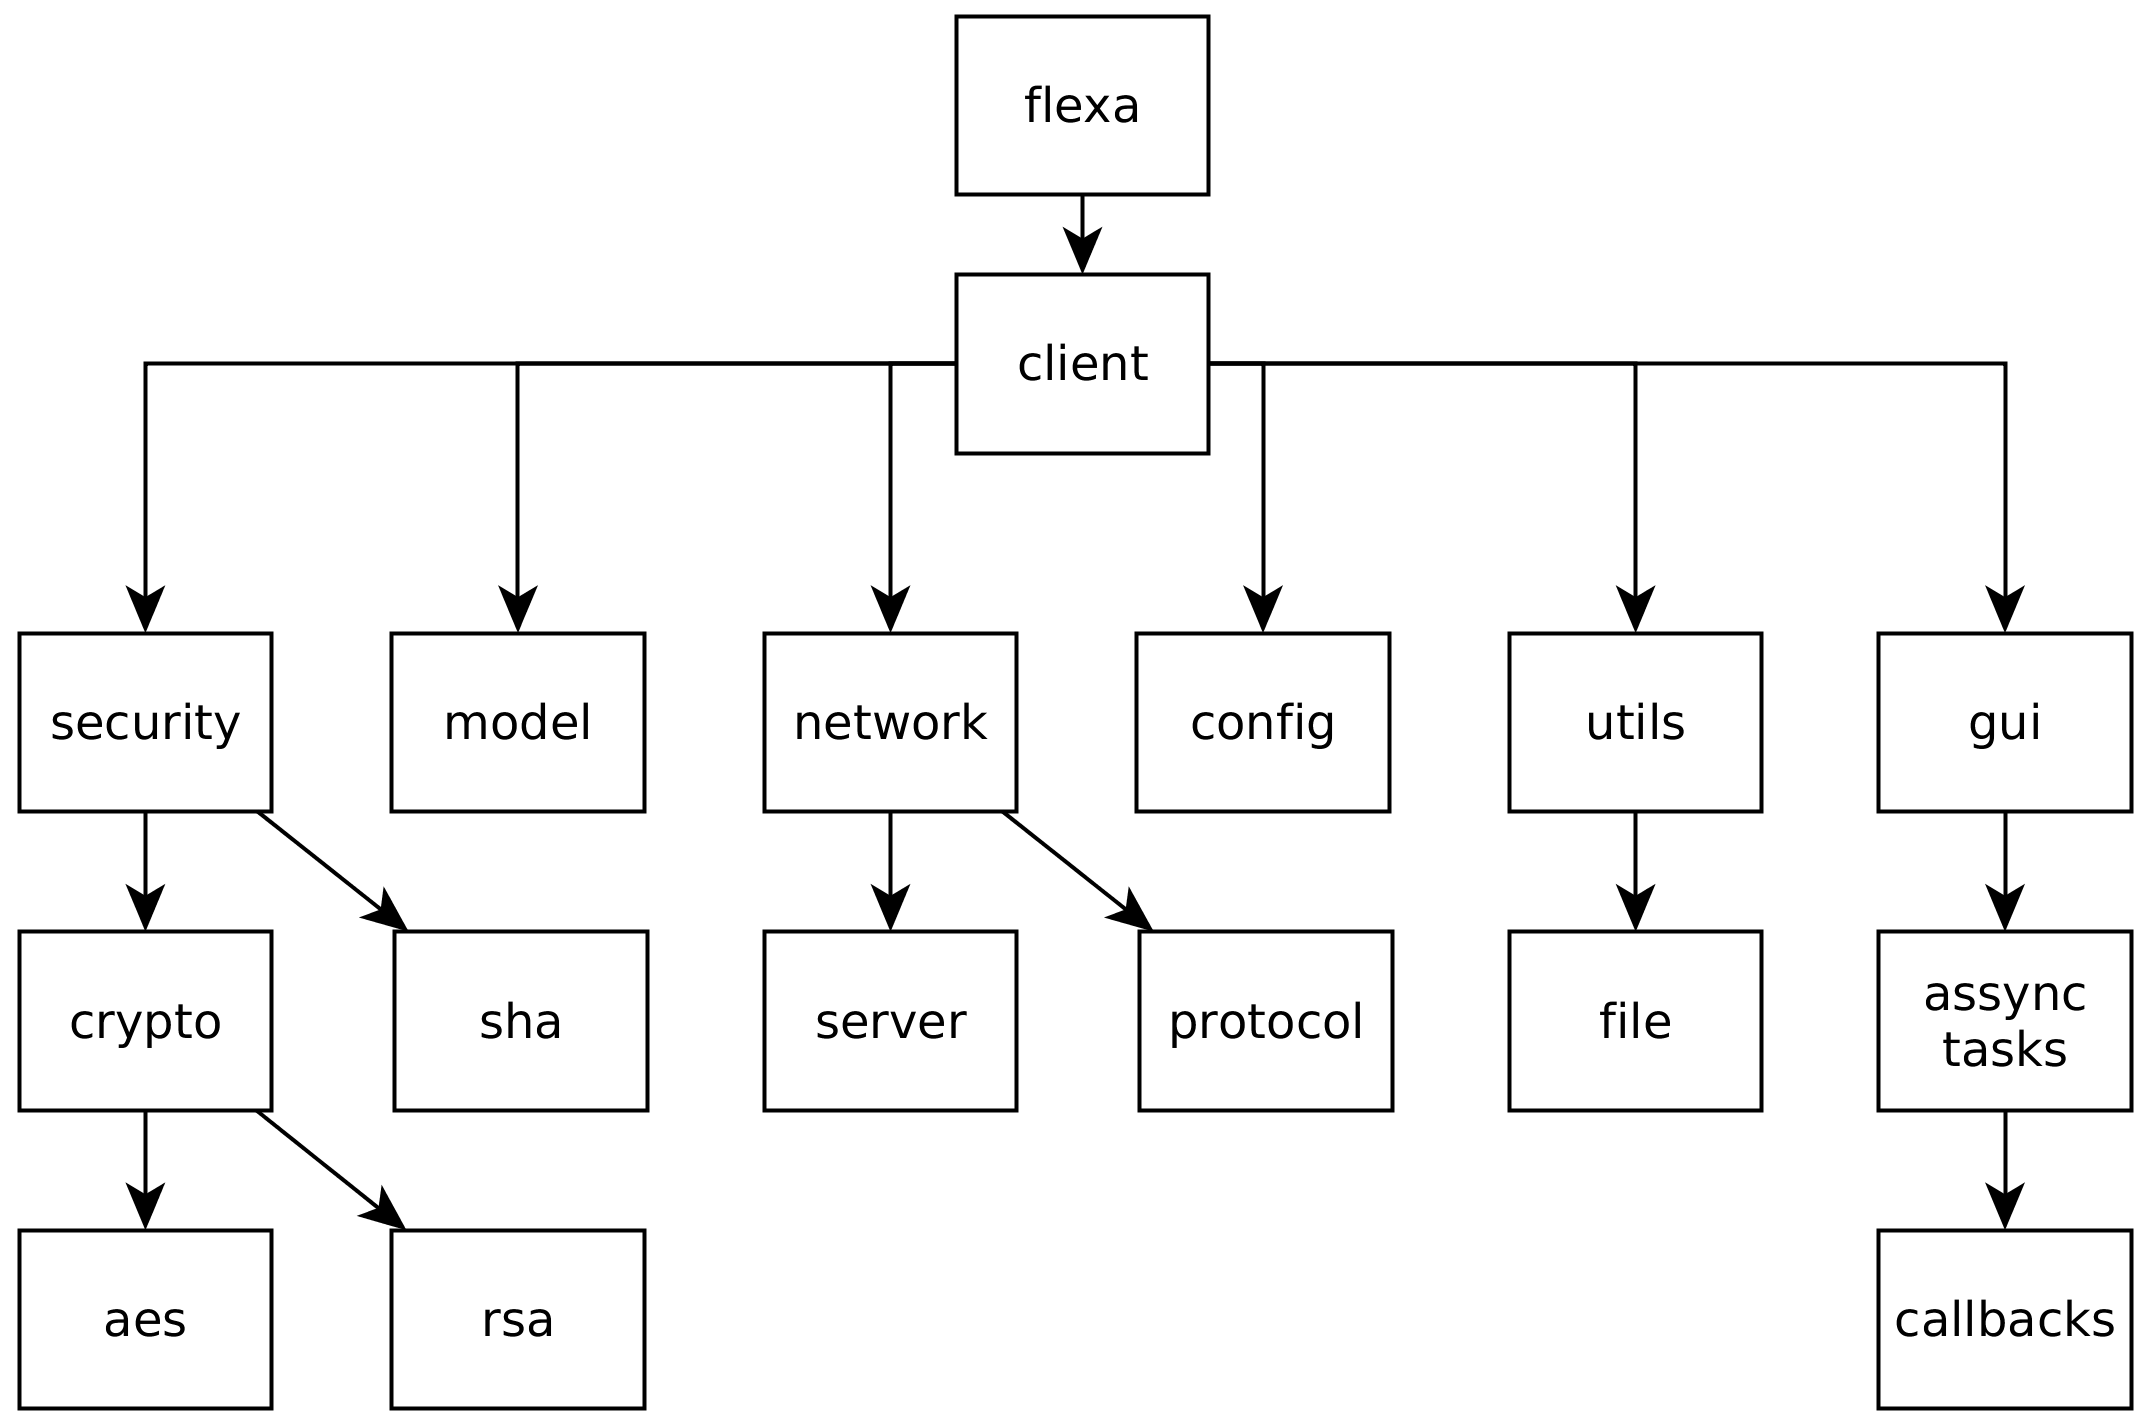 flexa
client
security
model
network
config
utils
gui
crypto
sha
server
protocol
file
assync
tasks
aes
rsa
callbacks